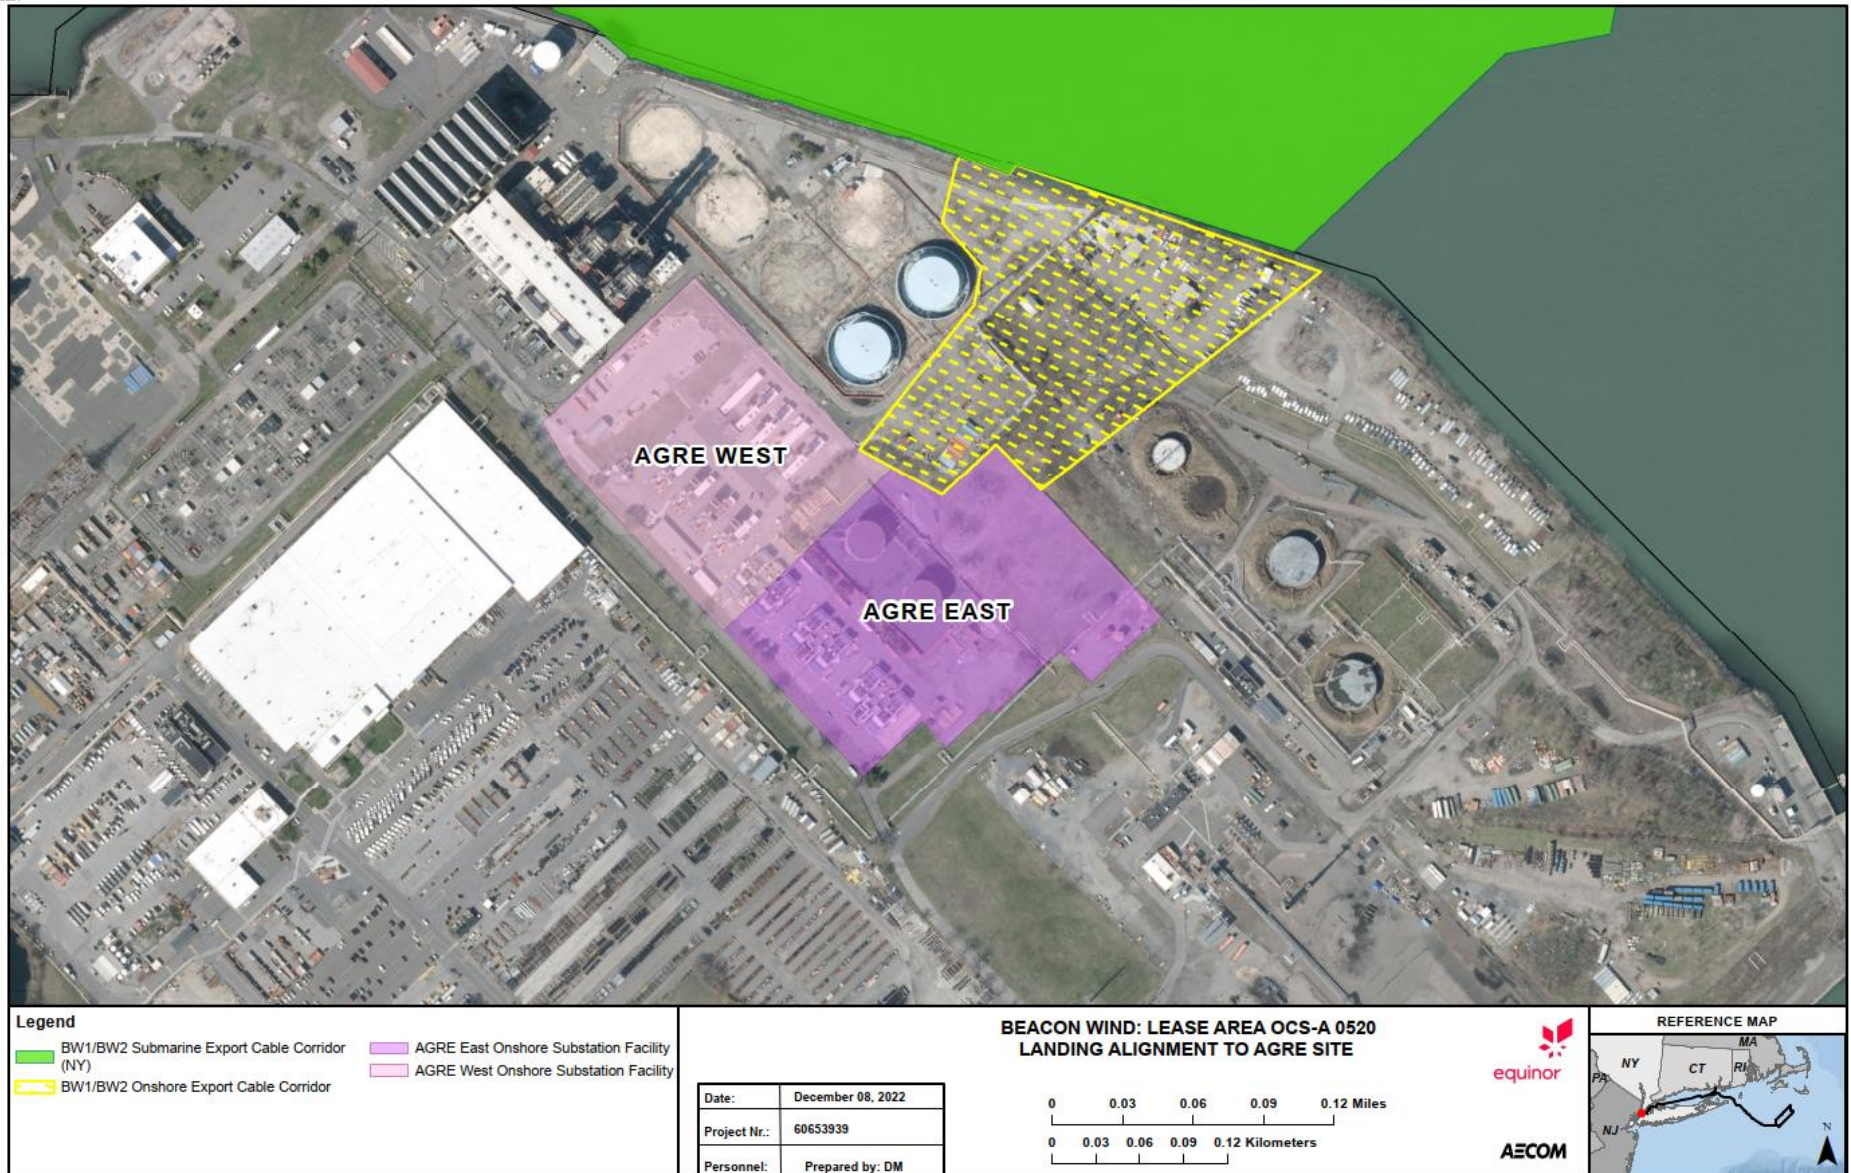 AGRE WEST
AGRE EAST
Legend
BW1/BW2 Submarine Export Cable Corridor
(NY)
BW1/BW2 Onshore Export Cable Corridor
AGRE East Onshore Substation Facility
AGRE West Onshore Substation Facility
Date: December 08, 2022
Project Nr.: 60653939
Personnel: Prepared by: DM
BEACON WIND: LEASE AREA OCS-A 0520
LANDING ALIGNMENT TO AGRE SITE
0 0.03 0.06 0.09 0.12 Miles
0 0.03 0.06 0.09 0.12 Kilometers
equinor
AECOM
REFERENCE MAP
MA
NY
CT
RI
PA
NJ
N